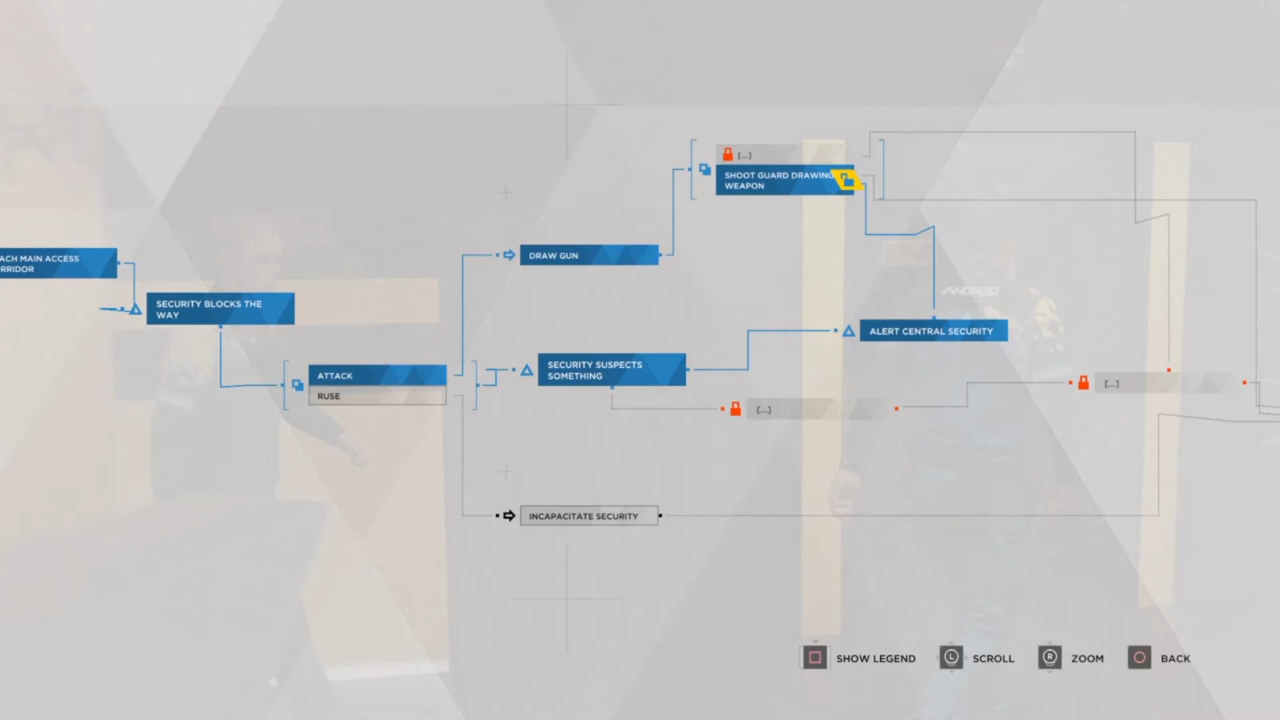 [...]
SHOOT GUARD DRAWING
WEAPON
ACH MAIN ACCESS
RRIDOR
DRAW GUN
SECURITY BLOCKS THE
WAY
ALERT CENTRAL SECURITY
SECURITY SUSPECTS
SOMETHING
ATTACK
RUSE
[...]
[...]
INCAPACITATE SECURITY
SHOW LEGEND
L
SCROLL
R
ZOOM
BACK